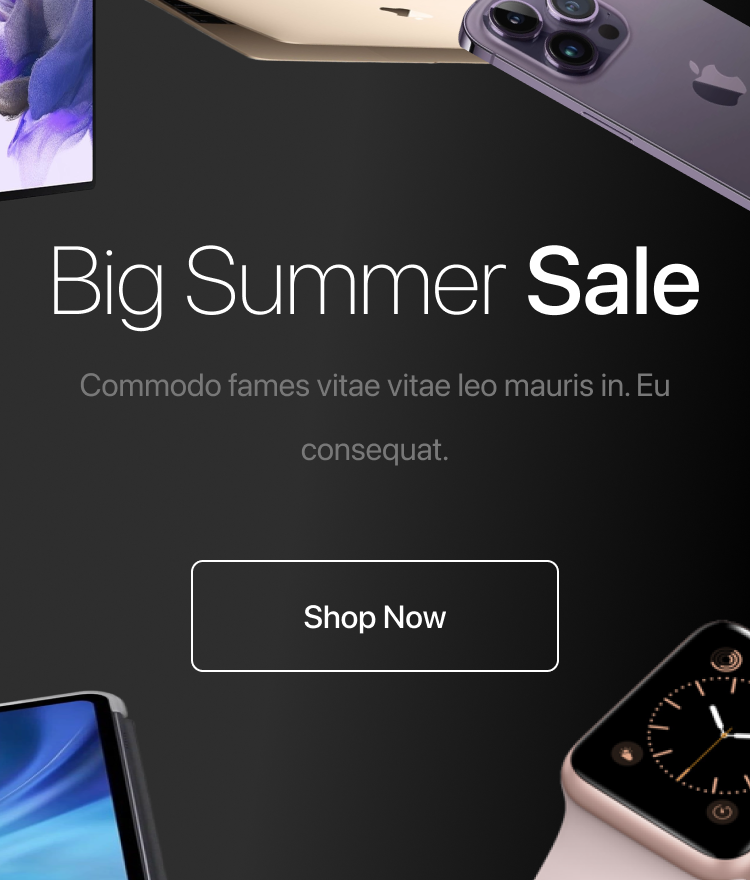 Big Summer Sale
Commodo fames vitae vitae leo mauris in. Eu
consequat.
Shop Now